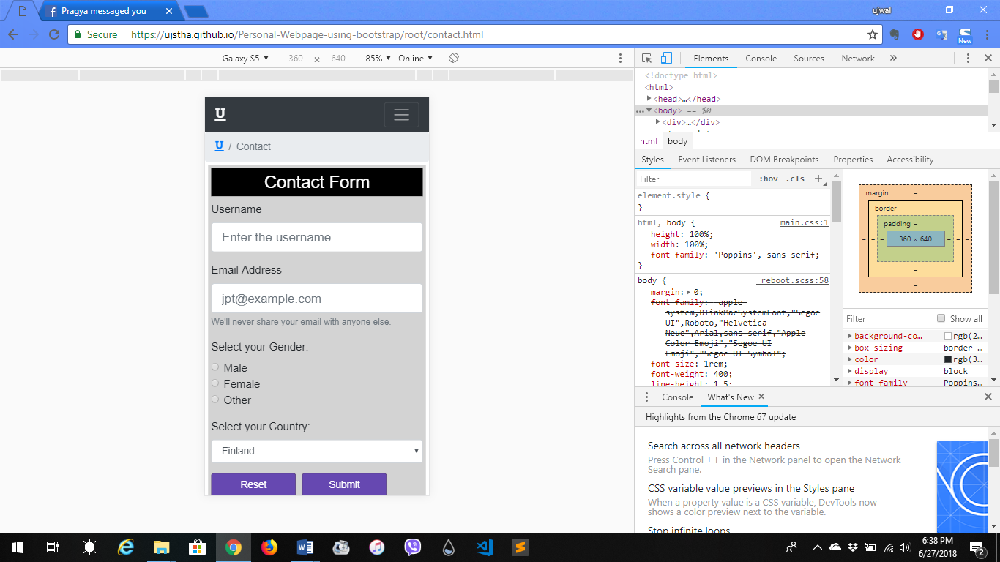 Pragya messaged you
ujwal
Secure
https://ujstha.github.io/Personal-Webpage-using-bootstrap/root/contact.html
New
Galaxy S5 ▼ 360 × 640 85% ▼ Online ▼
U
U / Contact
Contact Form
Username
Enter the username
Email Address
jpt@example.com
We'll never share your email with anyone else.
Select your Gender:
Male
Female
Other
Select your Country:
Finland
Reset Submit
Elements Console Sources Network »
<!doctype html>
<html>
<head>…</head>
<body> == $0
<div>…</div>
html body
Styles Event Listeners DOM Breakpoints Properties Accessibility
Filter :hov .cls +
element.style {
}
html, body { main.css:1
height: 100%;
width: 100%;
font-family: 'Poppins', sans-serif;
}
body { _reboot.scss:58
margin: 0;
font-family: -apple-
system,BlinkMacSystemFont,"Segoe
UI",Roboto,"Helvetica
Neue",Arial,sans-serif,"Apple
Color Emoji","Segoe UI
Emoji","Segoe UI Symbol";
font-size: 1rem;
font-weight: 400;
line-height: 1.5;
margin –
border –
padding –
– – – 360 × 640 – – –
–
–
–
Filter Show all
background-co… rgb(2…
box-sizing border-…
color rgb(3…
display block
font-family Poppins…
Console What's New ×
Highlights from the Chrome 67 update
Search across all network headers
Press Control + F in the Network panel to open the Network
Search pane.
CSS variable value previews in the Styles pane
When a property value is a CSS variable, DevTools now
shows a color preview next to the variable.
Stop infinite loops
6:38 PM
6/27/2018
2